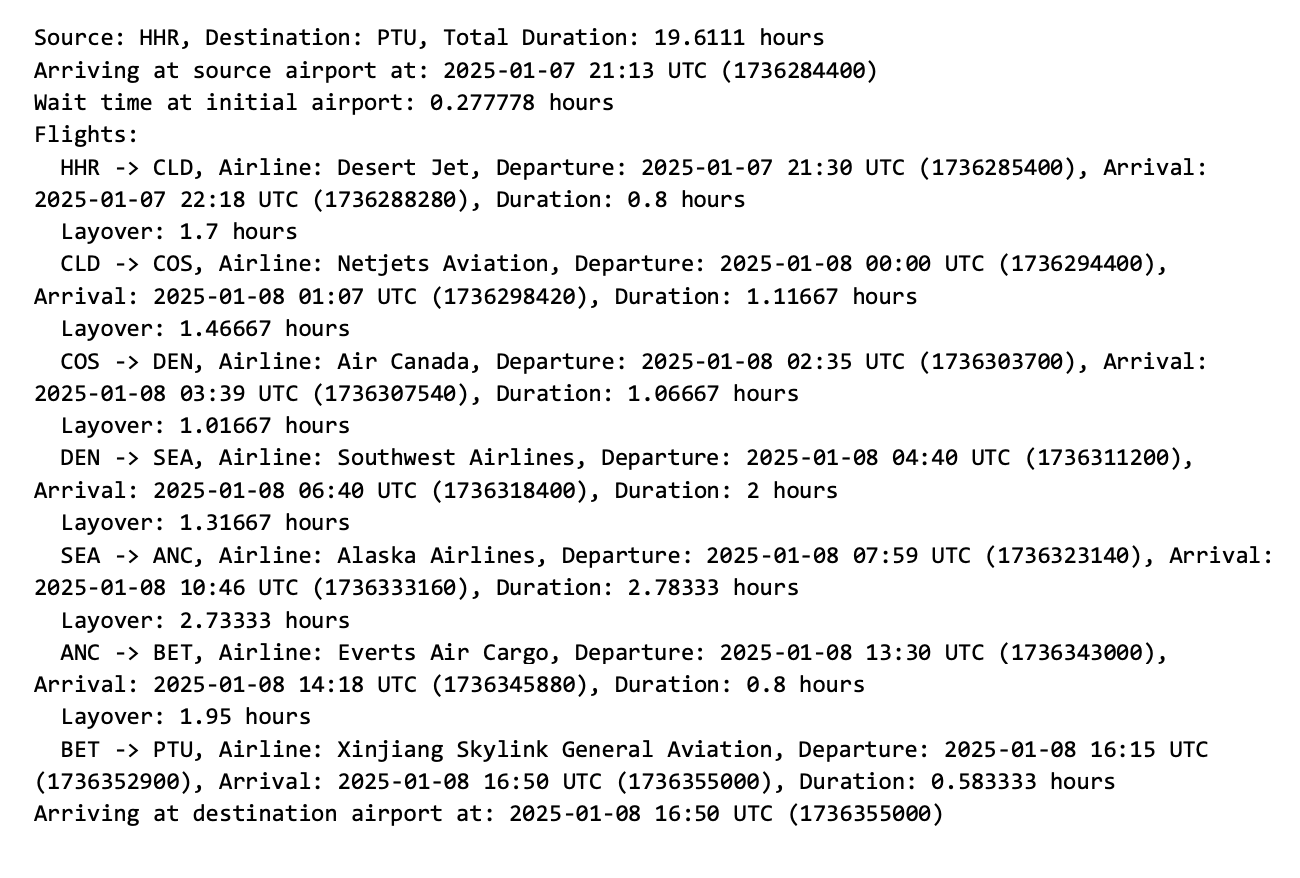 Source: HHR, Destination: PTU, Total Duration: 19.6111 hours
Arriving at source airport at: 2025-01-07 21:13 UTC (1736284400)
Wait time at initial airport: 0.277778 hours
Flights:
  HHR -> CLD, Airline: Desert Jet, Departure: 2025-01-07 21:30 UTC (1736285400), Arrival:
2025-01-07 22:18 UTC (1736288280), Duration: 0.8 hours
  Layover: 1.7 hours
  CLD -> COS, Airline: Netjets Aviation, Departure: 2025-01-08 00:00 UTC (1736294400),
Arrival: 2025-01-08 01:07 UTC (1736298420), Duration: 1.11667 hours
  Layover: 1.46667 hours
  COS -> DEN, Airline: Air Canada, Departure: 2025-01-08 02:35 UTC (1736303700), Arrival:
2025-01-08 03:39 UTC (1736307540), Duration: 1.06667 hours
  Layover: 1.01667 hours
  DEN -> SEA, Airline: Southwest Airlines, Departure: 2025-01-08 04:40 UTC (1736311200),
Arrival: 2025-01-08 06:40 UTC (1736318400), Duration: 2 hours
  Layover: 1.31667 hours
  SEA -> ANC, Airline: Alaska Airlines, Departure: 2025-01-08 07:59 UTC (1736323140), Arrival:
2025-01-08 10:46 UTC (1736333160), Duration: 2.78333 hours
  Layover: 2.73333 hours
  ANC -> BET, Airline: Everts Air Cargo, Departure: 2025-01-08 13:30 UTC (1736343000),
Arrival: 2025-01-08 14:18 UTC (1736345880), Duration: 0.8 hours
  Layover: 1.95 hours
  BET -> PTU, Airline: Xinjiang Skylink General Aviation, Departure: 2025-01-08 16:15 UTC
(1736352900), Arrival: 2025-01-08 16:50 UTC (1736355000), Duration: 0.583333 hours
Arriving at destination airport at: 2025-01-08 16:50 UTC (1736355000)